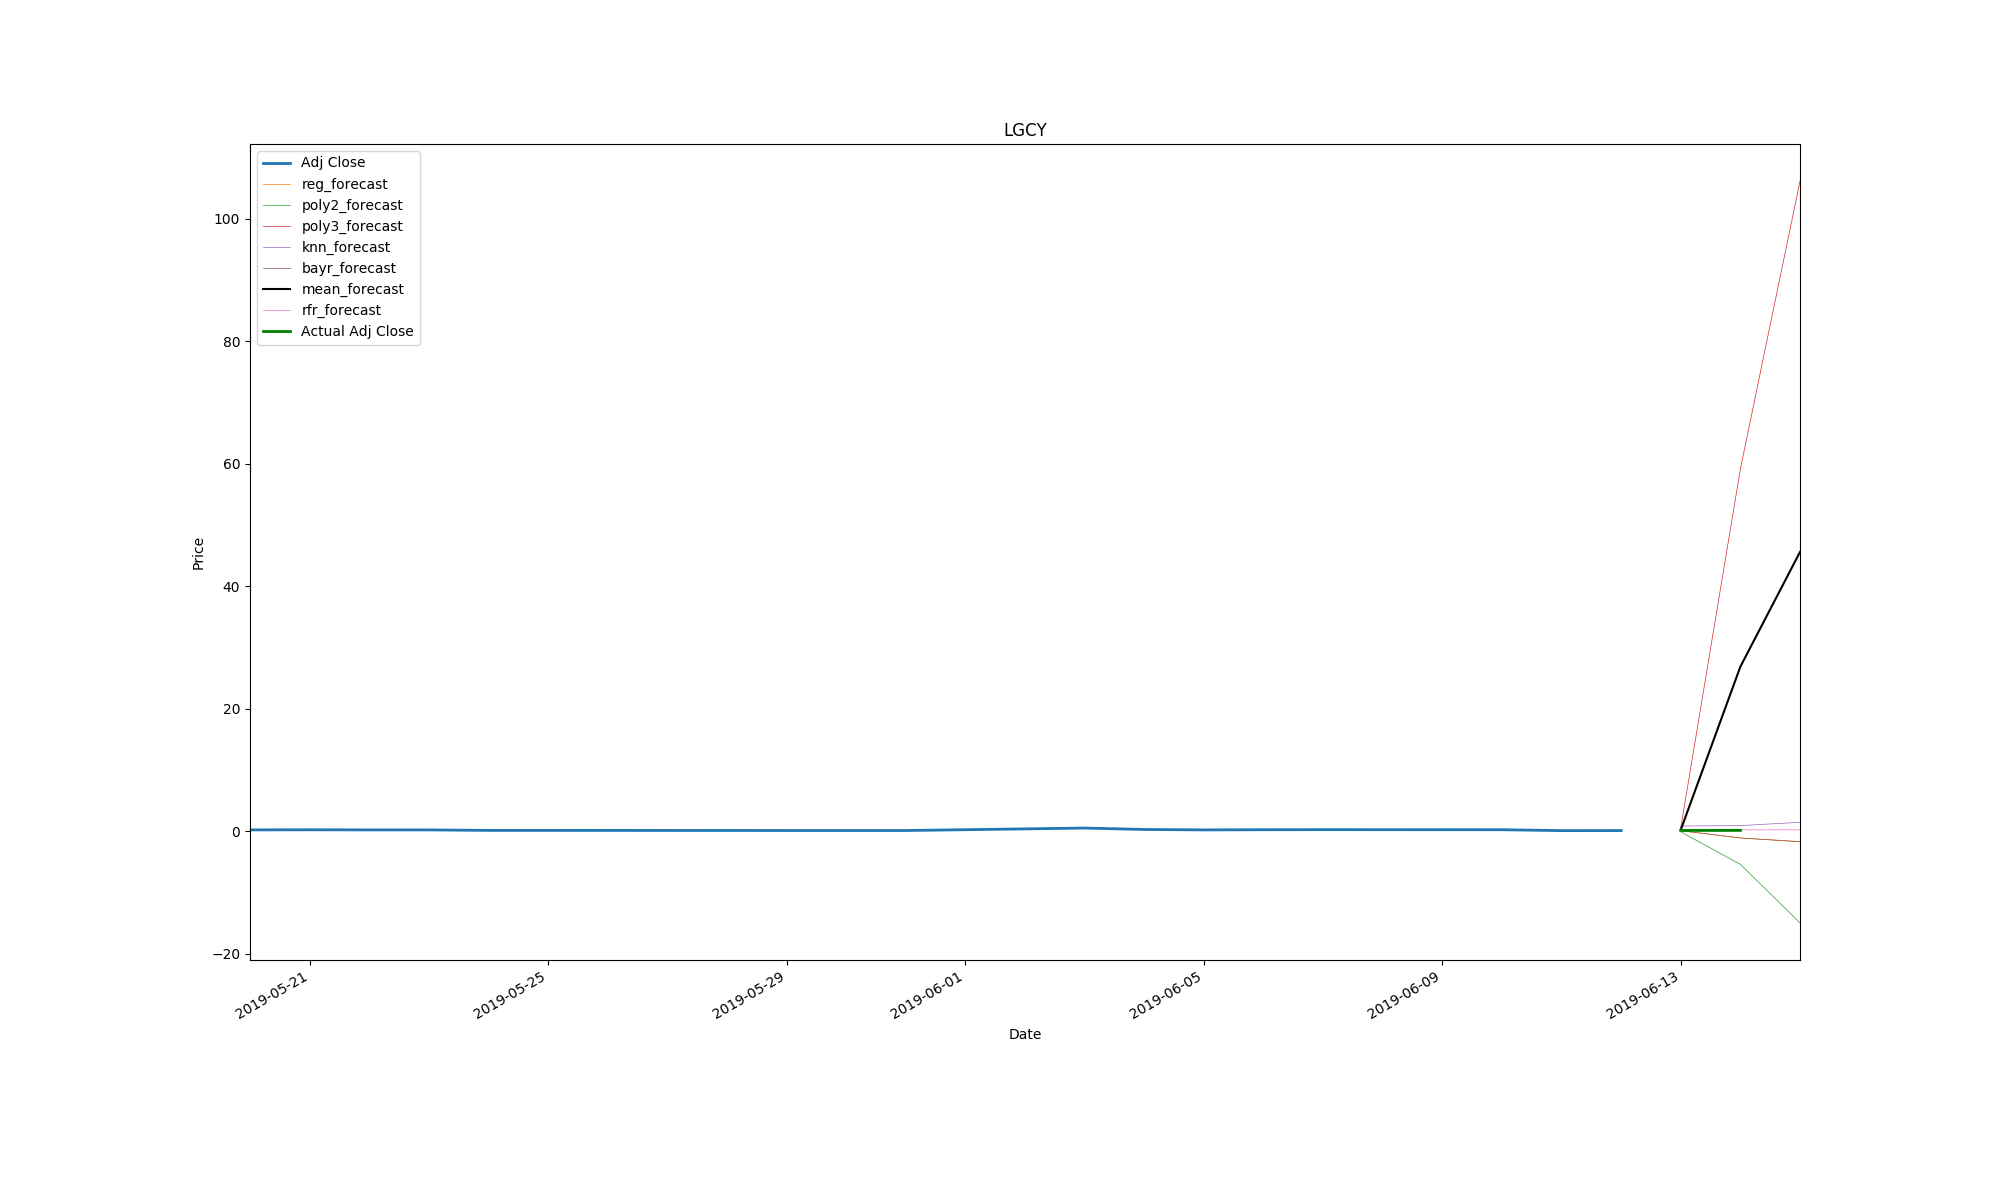 LGCY
Adj Close
reg_forecast
poly2_forecast
poly3_forecast
knn_forecast
bayr_forecast
mean_forecast
rfr_forecast
Actual Adj Close
100
80
60
40
20
0
−20
Price
2019-05-21
2019-05-25
2019-05-29
2019-06-01
2019-06-05
2019-06-09
2019-06-13
Date